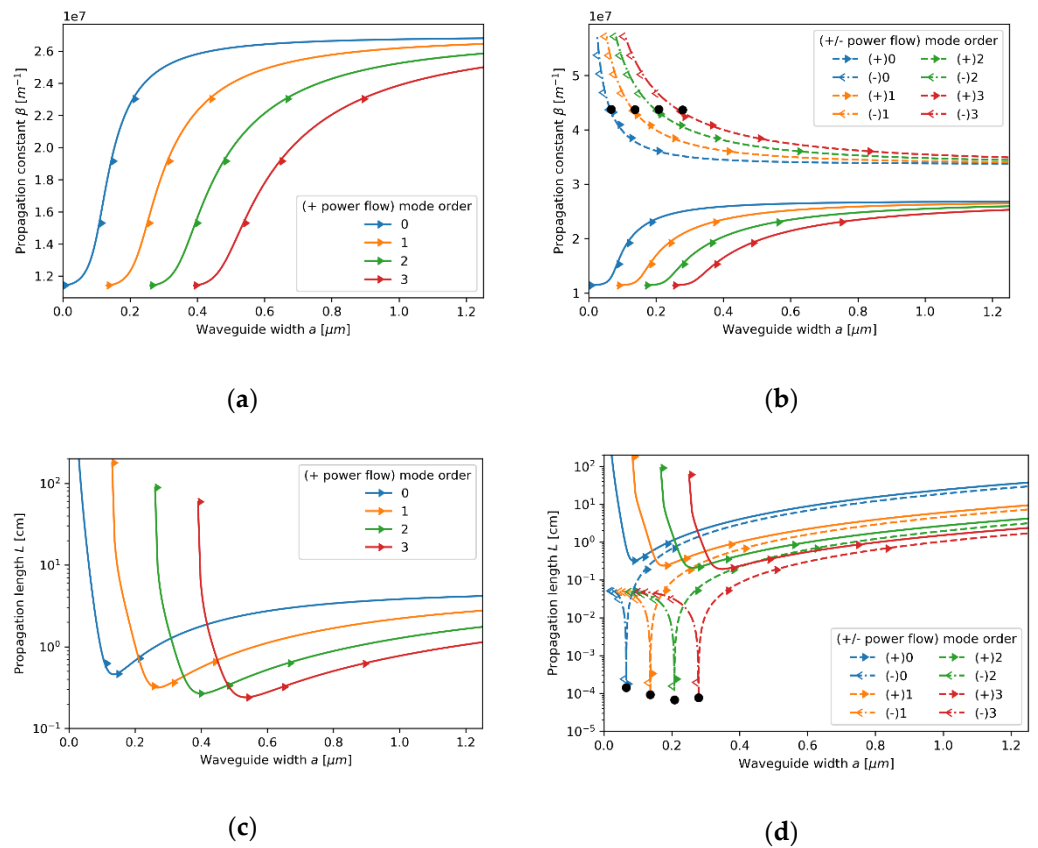 1e7
2.6
2.4
2.2
2.0
1.8
1.6
1.4
1.2
Propagation constant β [m⁻¹]
(+ power flow) mode order
0
1
2
3
0.0 0.2 0.4 0.6 0.8 1.0 1.2
Waveguide width a [μm]
(a)
1e7
5
4
3
2
1
Propagation constant β [m⁻¹]
(+/- power flow) mode order
(+)0 (+)2
(-)0 (-)2
(+)1 (+)3
(-)1 (-)3
0.0 0.2 0.4 0.6 0.8 1.0 1.2
Waveguide width a [μm]
(b)
10²
10¹
10⁰
10⁻¹
Propagation length L [cm]
(+ power flow) mode order
0
1
2
3
0.0 0.2 0.4 0.6 0.8 1.0 1.2
Waveguide width a [μm]
(c)
10²
10¹
10⁰
10⁻¹
10⁻²
10⁻³
10⁻⁴
10⁻⁵
Propagation length L [cm]
(+/-) power flow) mode order
(+)0 (+)2
(-)0 (-)2
(+)1 (+)3
(-)1 (-)3
0.0 0.2 0.4 0.6 0.8 1.0 1.2
Waveguide width a [μm]
(d)